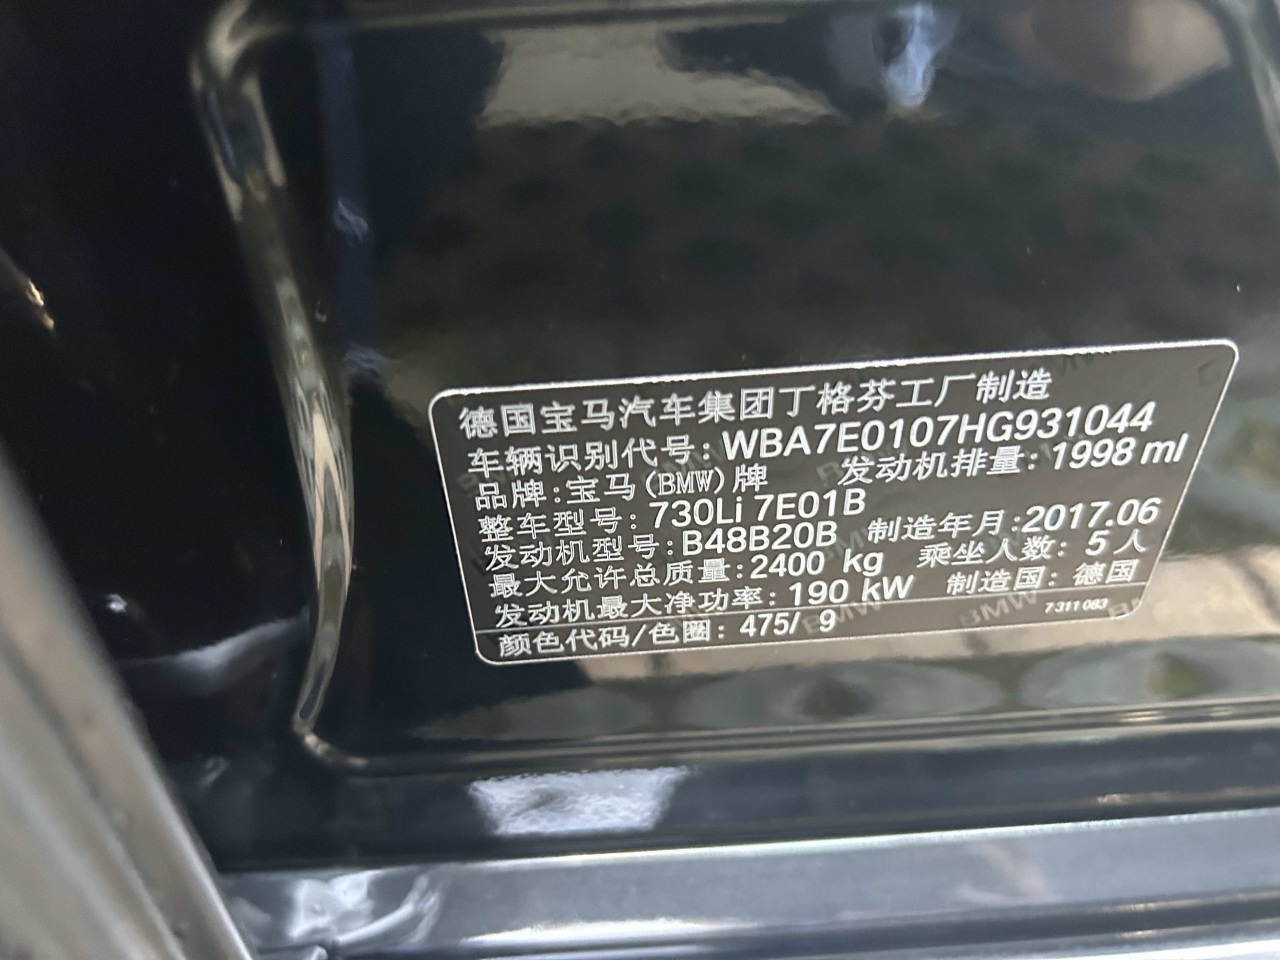 德国宝马汽车集团丁格芬工厂制造
车辆识别代号: WBA7E0107HG931044
品牌: 宝马(BMW)牌 发动机排量: 1998 ml
整车型号: 730Li 7E01B
发动机型号: B48B20B 制造年月: 2017.06
最大允许总质量: 2400 kg 乘坐人数: 5人
发动机最大净功率: 190 kW 制造国: 德国
颜色代码/色圈: 475/ 9 7 311 083